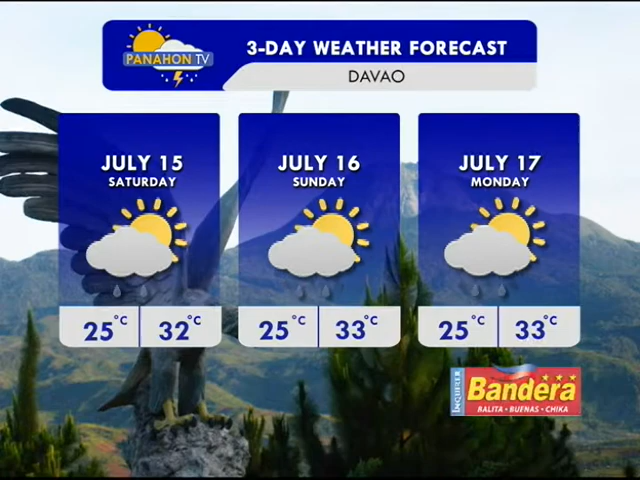 PANAHON TV
3-DAY WEATHER FORECAST
DAVAO
JULY 15
SATURDAY
25°C
32°C
JULY 16
SUNDAY
25°C
33°C
JULY 17
MONDAY
25°C
33°C
INQUIRER
Bandera
BALITA • BUENAS • CHIKA